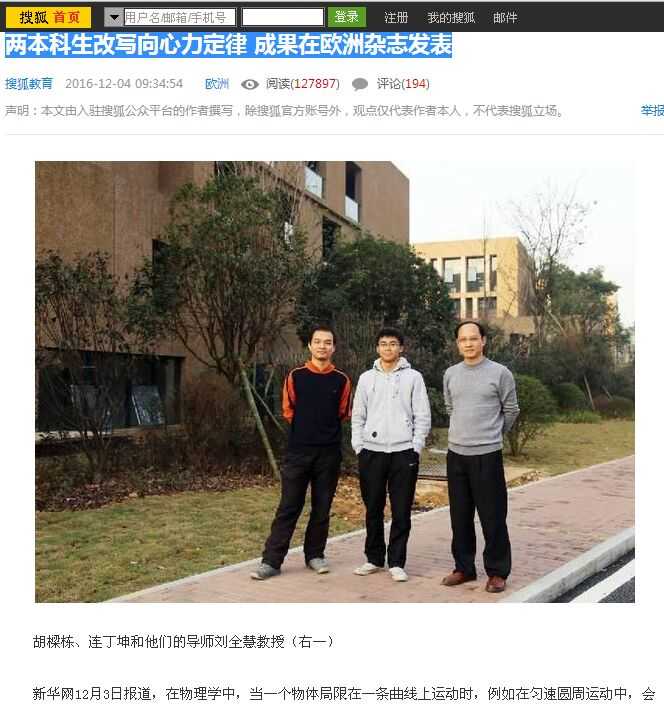 搜狐 首页 用户名/邮箱/手机号 登录 注册 我的搜狐 邮件
两本科生改写向心力定律 成果在欧洲杂志发表
搜狐教育 2016-12-04 09:34:54 欧洲 阅读(127897) 评论(194)
声明：本文由入驻搜狐公众平台的作者撰写，除搜狐官方账号外，观点仅代表作者本人，不代表搜狐立场。 举报
胡樑栋、连丁坤和他们的导师刘全慧教授（右一）
新华网12月3日报道，在物理学中，当一个物体局限在一条曲线上运动时，例如在匀速圆周运动中，会